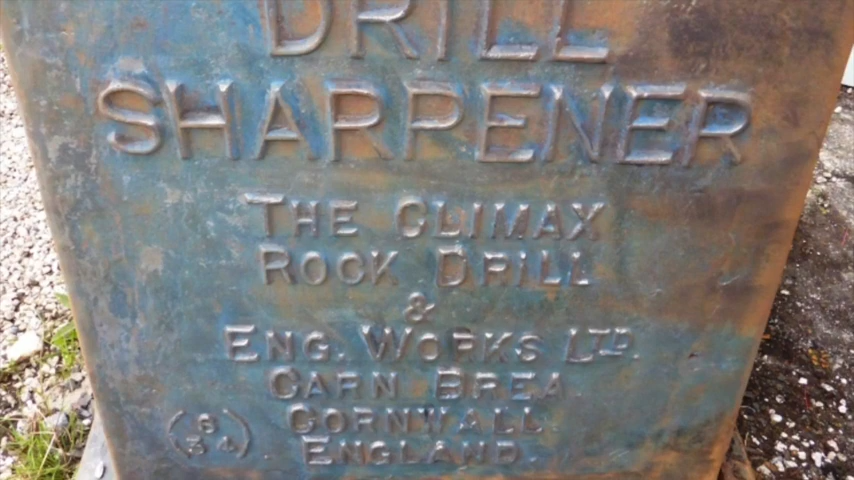 DRILL
SHARPENER
THE CLIMAX
ROCK DRILL
&
ENG. WORKS LTD.
CARN BREA
CORNWALL
ENGLAND.